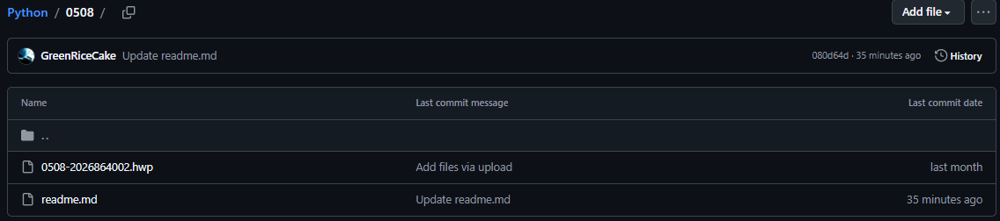 Python / 0508 /
Add file
GreenRiceCake Update readme.md 080d64d · 35 minutes ago History
Name Last commit message Last commit date
..
0508-2026864002.hwp Add files via upload last month
readme.md Update readme.md 35 minutes ago